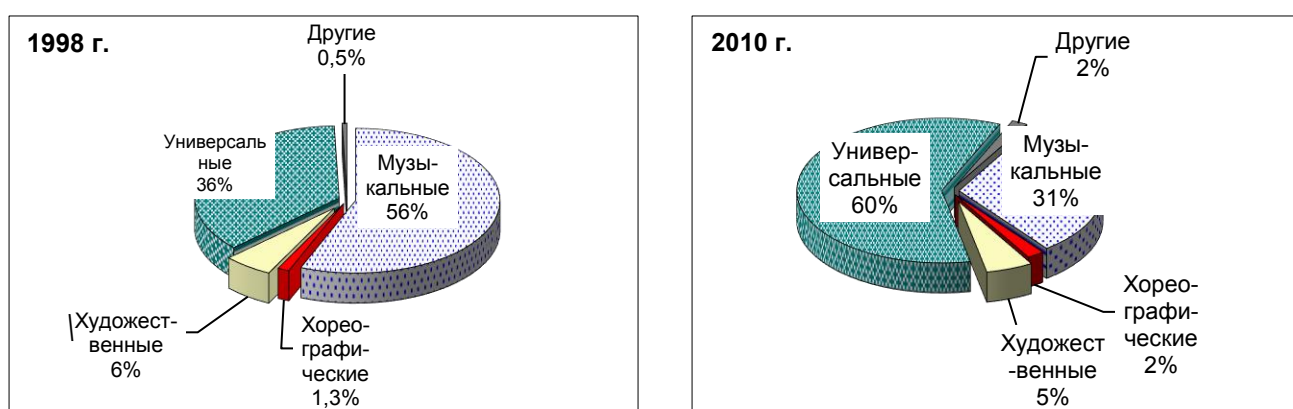 1998 г.
Другие
0,5%
Универсаль
ные
36%
Музы-
кальные
56%
Художест-
венные
6%
Хорео-
графи-
ческие
1,3%
2010 г.
Другие
2%
Универ-
сальные
60%
Музы-
кальные
31%
Хорео-
графи-
ческие
2%
Художест
-венные
5%